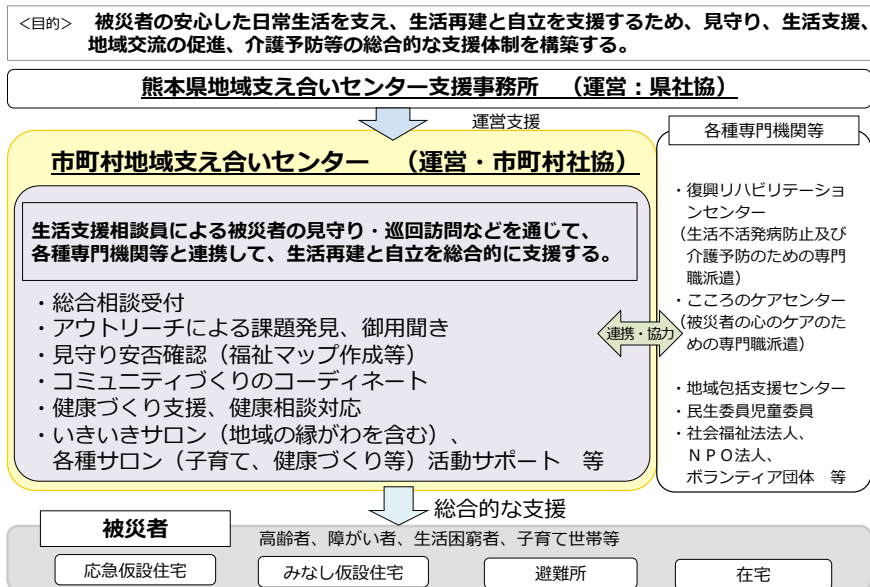 <目的> 被災者の安心した日常生活を支え、生活再建と自立を支援するため、見守り、生活支援、
地域交流の促進、介護予防等の総合的な支援体制を構築する。
熊本県地域支え合いセンター支援事務所 （運営：県社協）
運営支援
市町村地域支え合いセンター （運営・市町村社協）
生活支援相談員による被災者の見守り・巡回訪問などを通じて、
各種専門機関等と連携して、生活再建と自立を総合的に支援する。
・総合相談受付
・アウトリーチによる課題発見、御用聞き
・見守り安否確認（福祉マップ作成等）
・コミュニティづくりのコーディネート
・健康づくり支援、健康相談対応
・いきいきサロン（地域の縁がわを含む）、
各種サロン（子育て、健康づくり等）活動サポート 等
連携・協力
各種専門機関等
・復興リハビリテーショ
ンセンター
（生活不活発病防止及び
介護予防のための専門
職派遣）
・こころのケアセンター
（被災者の心のケアのた
めの専門職派遣）
・地域包括支援センター
・民生委員児童委員
・社会福祉法法人、
ＮＰＯ法人、
ボランティア団体 等
総合的な支援
被災者
高齢者、障がい者、生活困窮者、子育て世帯等
応急仮設住宅
みなし仮設住宅
避難所
在宅